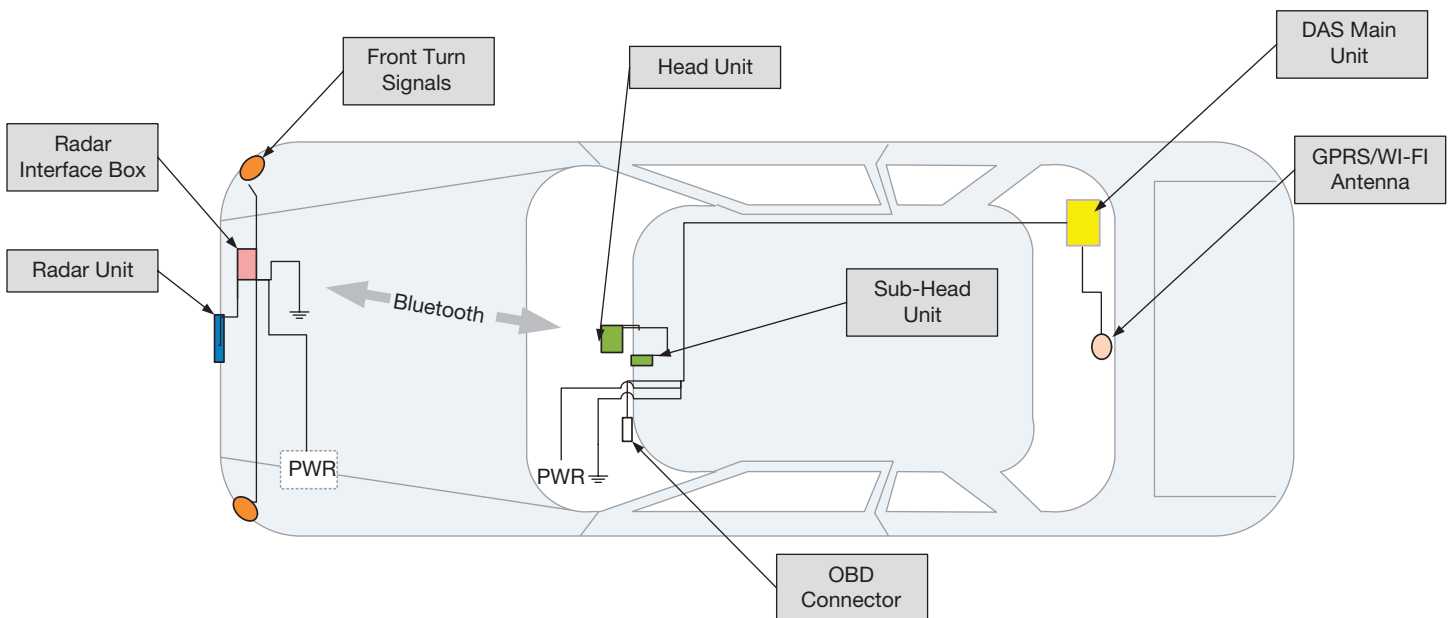 DAS Main
Unit
Front Turn
Signals
Head Unit
Radar
Interface Box
GPRS/WI-FI
Antenna
Radar Unit
Sub-Head
Unit
Bluetooth
PWR
PWR
OBD
Connector